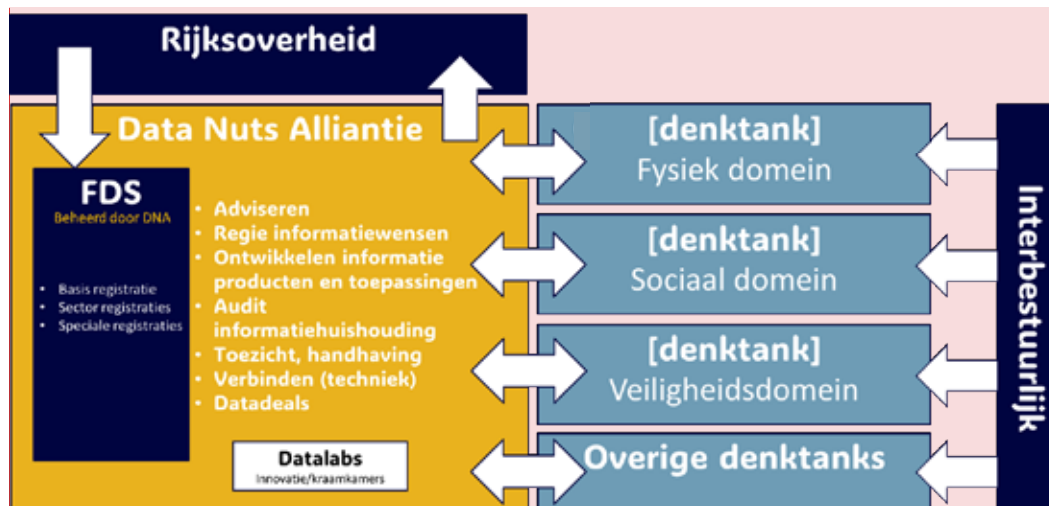 Rijksoverheid
Data Nuts Alliantie
FDS
Beheerd door DNA
• Basis registratie
• Sector registraties
• Speciale registraties
• Adviseren
• Regie informatiewensen
• Ontwikkelen informatie
producten en toepassingen
• Audit
informatiehuishouding
• Toezicht, handhaving
• Verbinden (techniek)
• Datadeals
Datalabs
Innovatie/kraamkamers
[denktank]
Fysiek domein
[denktank]
Sociaal domein
[denktank]
Veiligheidsdomein
Overige denktanks
Interbestuurlijk